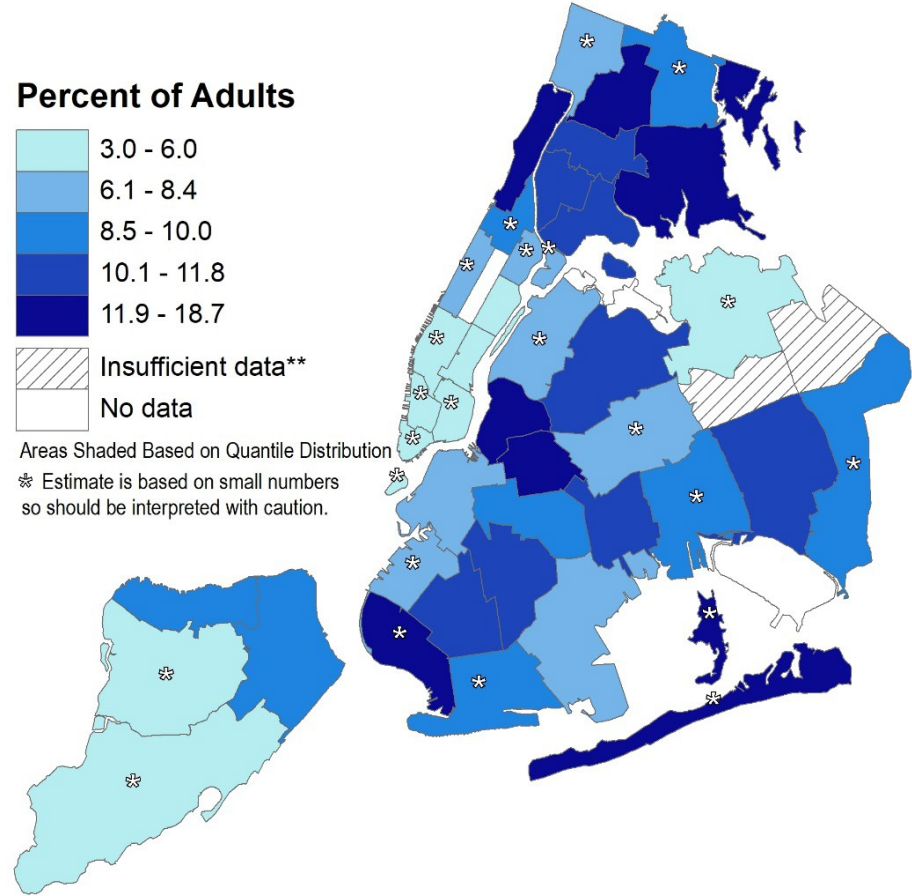 Percent of Adults
3.0 - 6.0
6.1 - 8.4
8.5 - 10.0
10.1 - 11.8
11.9 - 18.7
Insufficient data**
No data
Areas Shaded Based on Quantile Distribution
* Estimate is based on small numbers
so should be interpreted with caution.